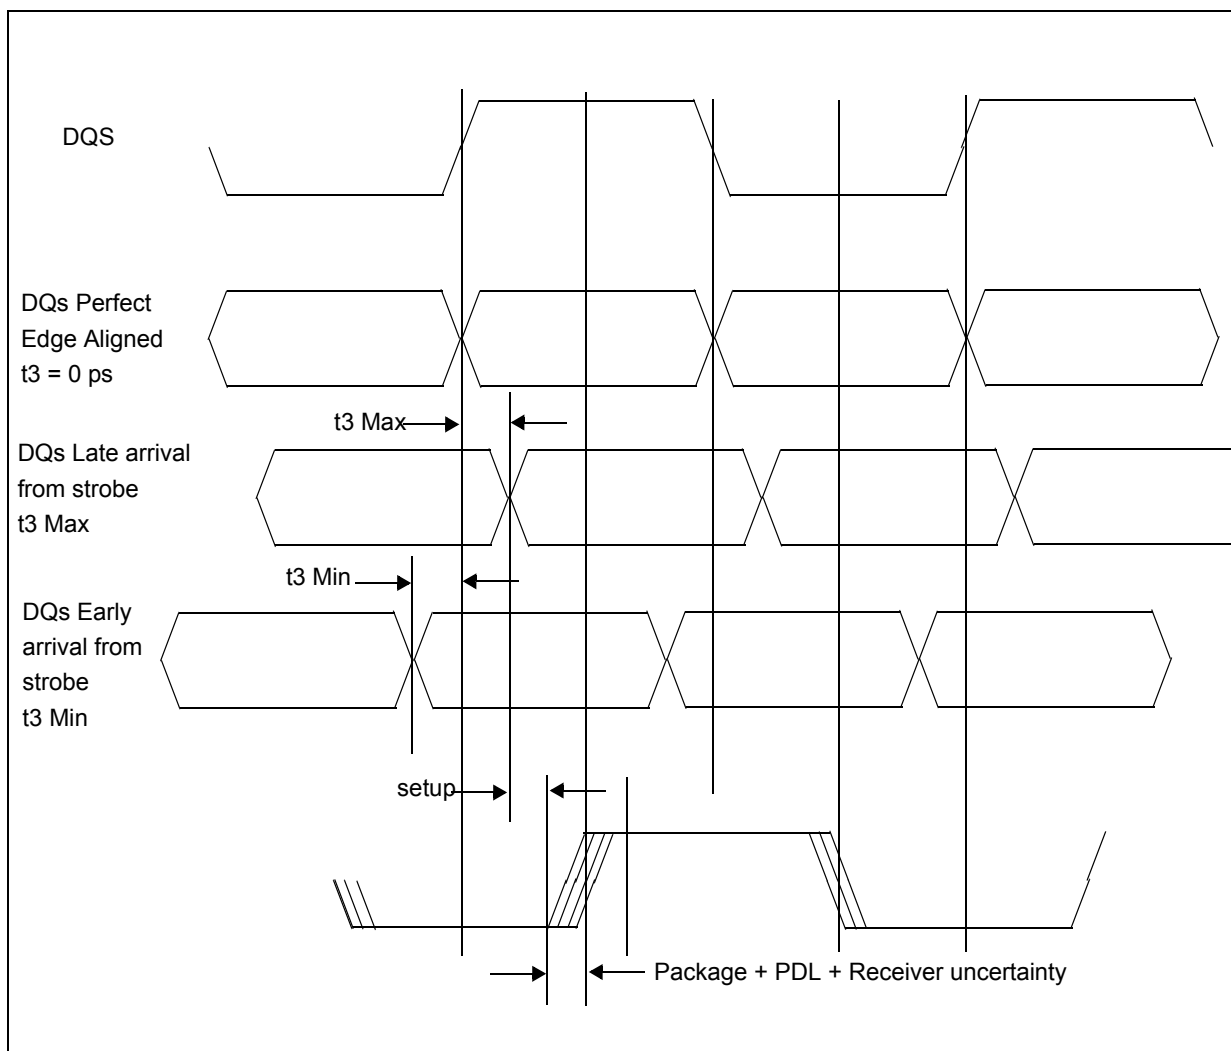 DQS
DQs Perfect
Edge Aligned
t3 = 0 ps
t3 Max
DQs Late arrival
from strobe
t3 Max
t3 Min
DQs Early
arrival from
strobe
t3 Min
setup
Package + PDL + Receiver uncertainty